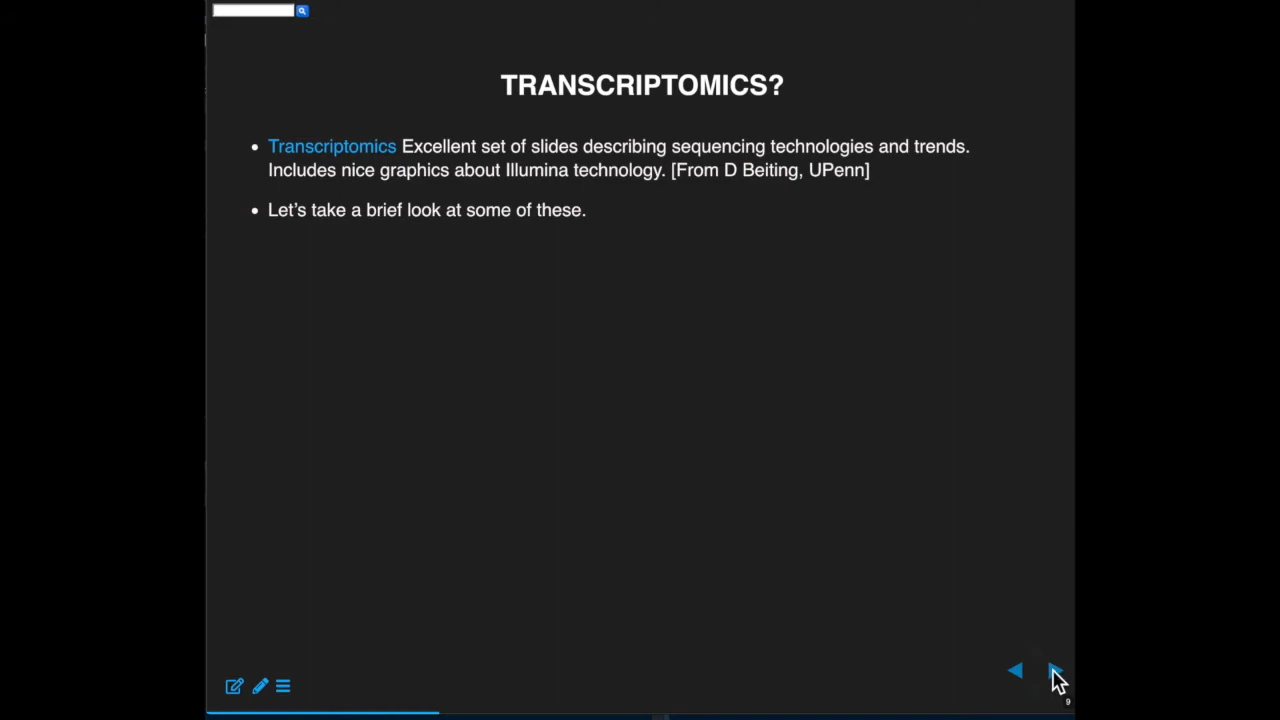 TRANSCRIPTOMICS?
• Transcriptomics Excellent set of slides describing sequencing technologies and trends.
Includes nice graphics about Illumina technology. [From D Beiting, UPenn]
• Let’s take a brief look at some of these.
9